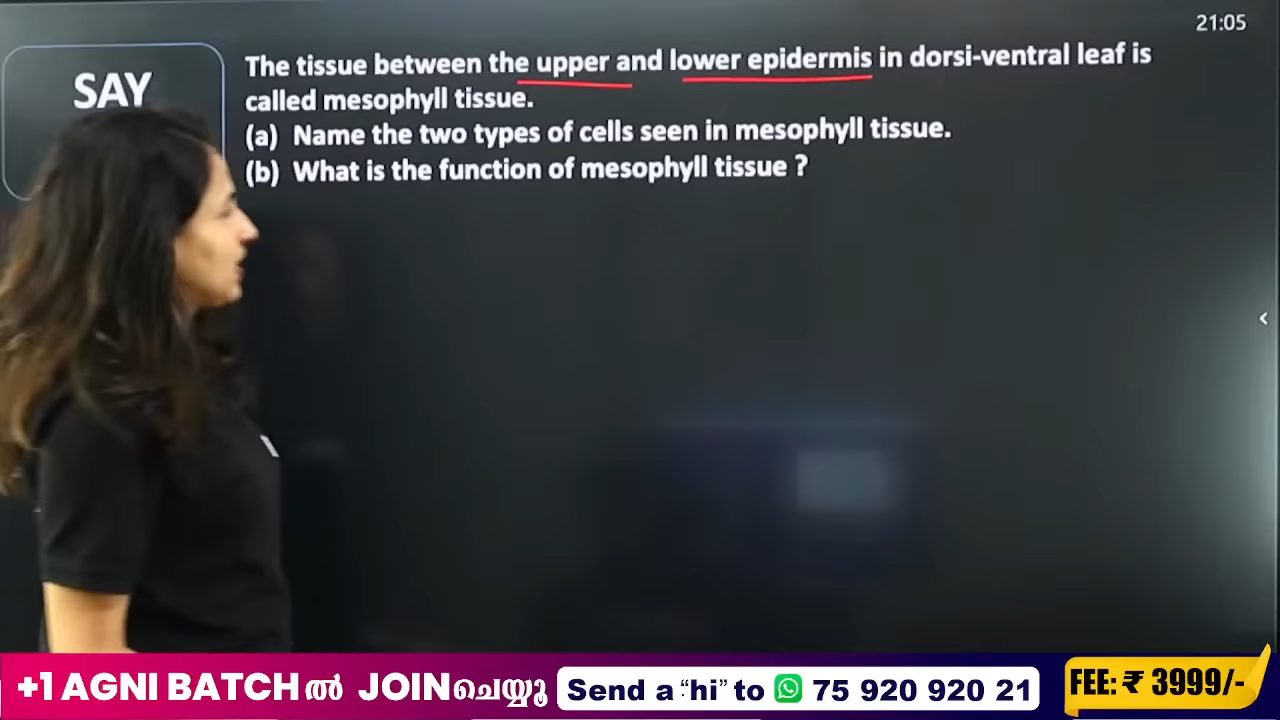 21:05
SAY
The tissue between the upper and lower epidermis in dorsi-ventral leaf is
called mesophyll tissue.
(a) Name the two types of cells seen in mesophyll tissue.
(b) What is the function of mesophyll tissue ?
+1 AGNI BATCH ൽ JOIN ചെയ്യൂ
Send a "hi" to 75 920 920 21
FEE: ₹ 3999/-